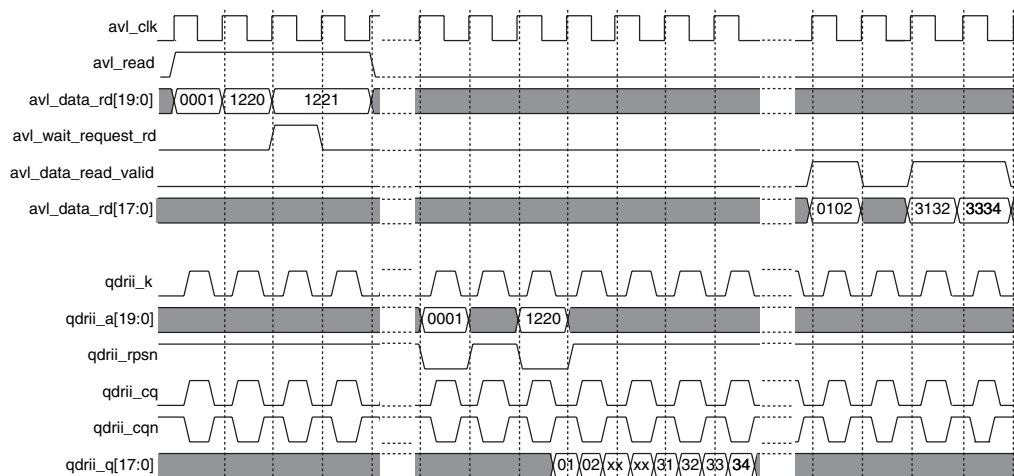 avl_clk
avl_read
avl_data_rd[19:0] 0001 1220 1221
avl_wait_request_rd
avl_data_read_valid
avl_data_rd[17:0] 0102 3132 3334
qdrii_k
qdrii_a[19:0] 0001 1220
qdrii_rpsn
qdrii_cq
qdrii_cqn
qdrii_q[17:0] 01 02 xx xx 31 32 33 34